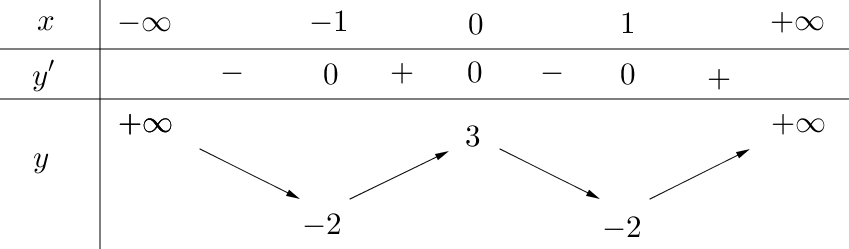 x −∞ −1 0 1 +∞
y′ − 0 + 0 − 0 +
+∞ 3 +∞
y
−2 −2